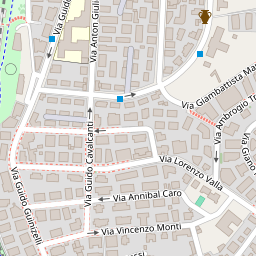 Via Guido
Via Anton Giuli
Via Giambattista Ma
Via Ambrogio Tr
Via Giano
Via Guido Cavalcanti
Via Lorenzo Valla
Via Guido Guinizelli
Via Annibal Caro
Via Vincenzo Monti
ssi